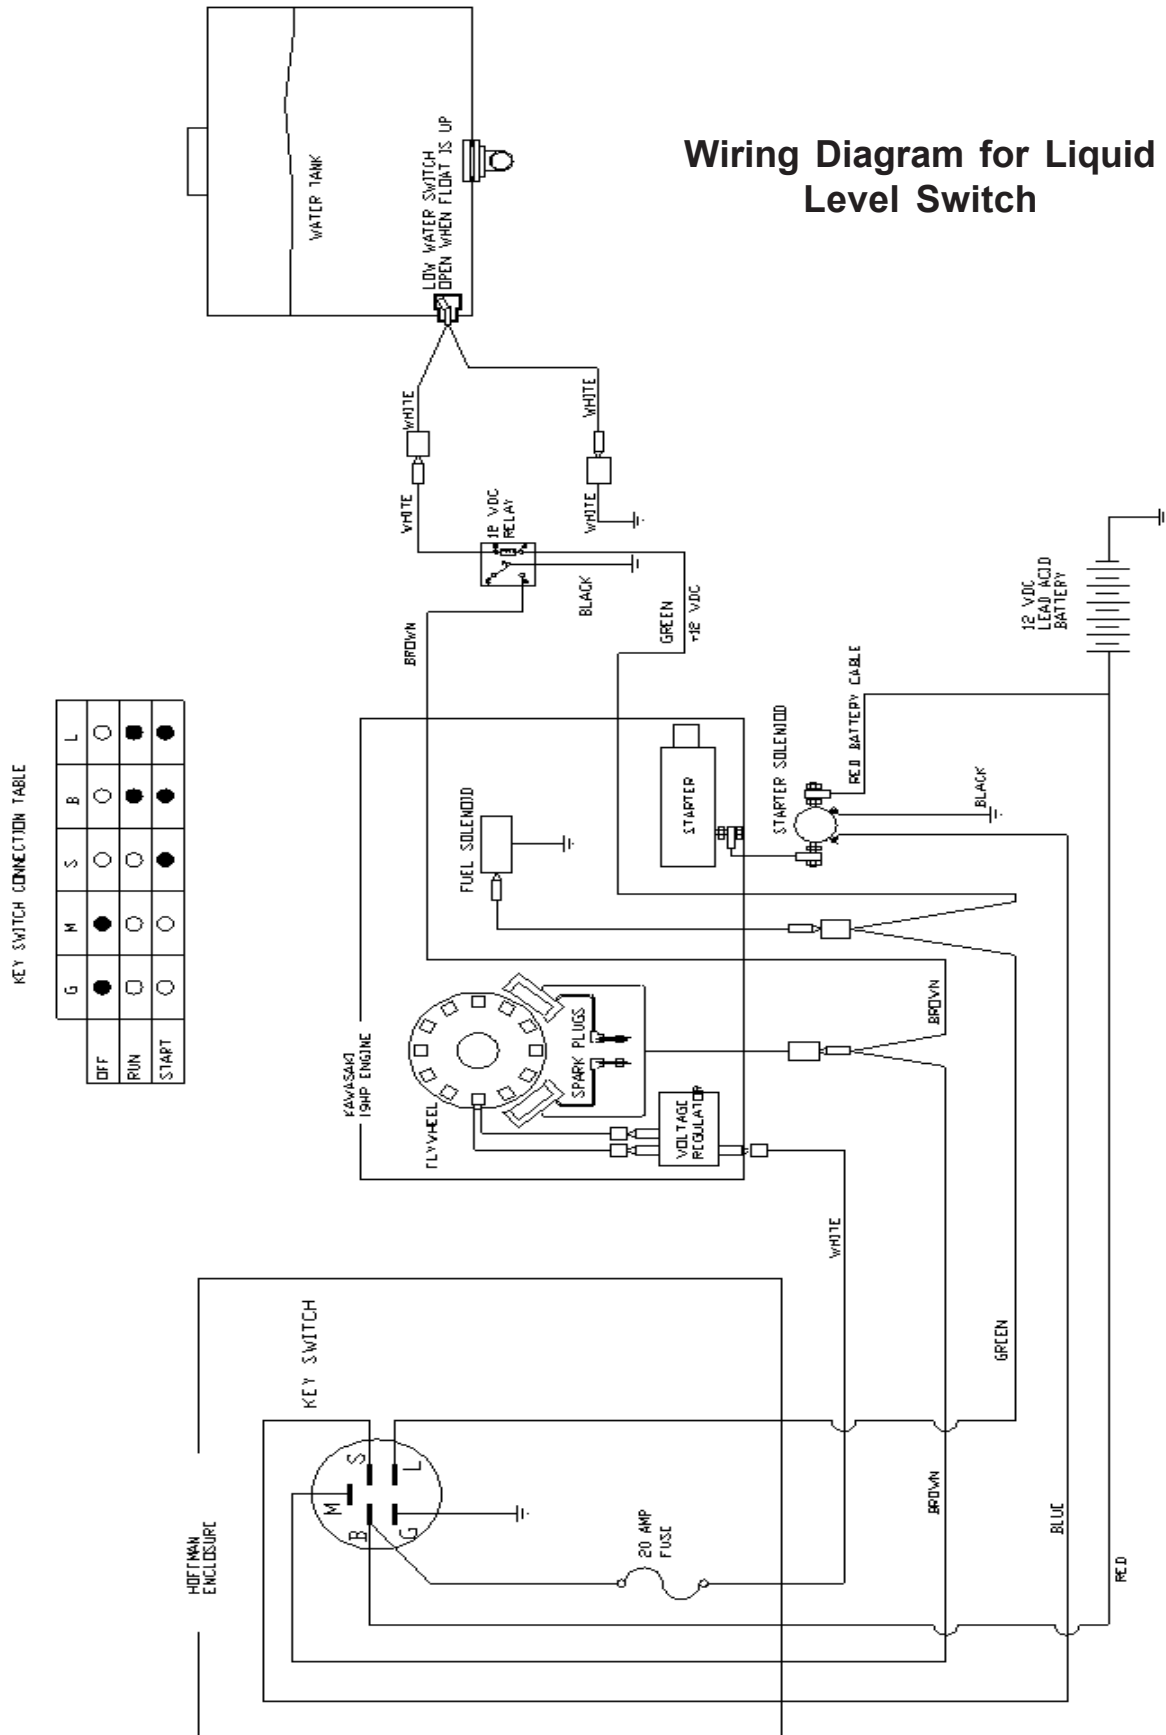 Wiring Diagram for Liquid
Level Switch
WATER TANK
LOW WATER SWITCH
OPEN WHEN FLOAT IS UP
WHITE
WHITE
WHITE
WHITE
12 VDC
RELAY
BLACK
BROWN
GREEN
+12 VDC
12 VDC
LEAD ACID
BATTERY
RED BATTERY CABLE
STARTER SOLENOID
BLACK
STARTER
FUEL SOLENOID
KEY SWITCH CONNECTION TABLE
G M S B L
OFF
RUN
START
KAWASAKI
19HP ENGINE
FLYWHEEL
SPARK PLUGS
VOLTAGE
REGULATOR
BROWN
WHITE
GREEN
HOFFMAN
ENCLOSURE
KEY SWITCH
M
S
B
L
G
20 AMP
FUSE
BROWN
BLUE
RED